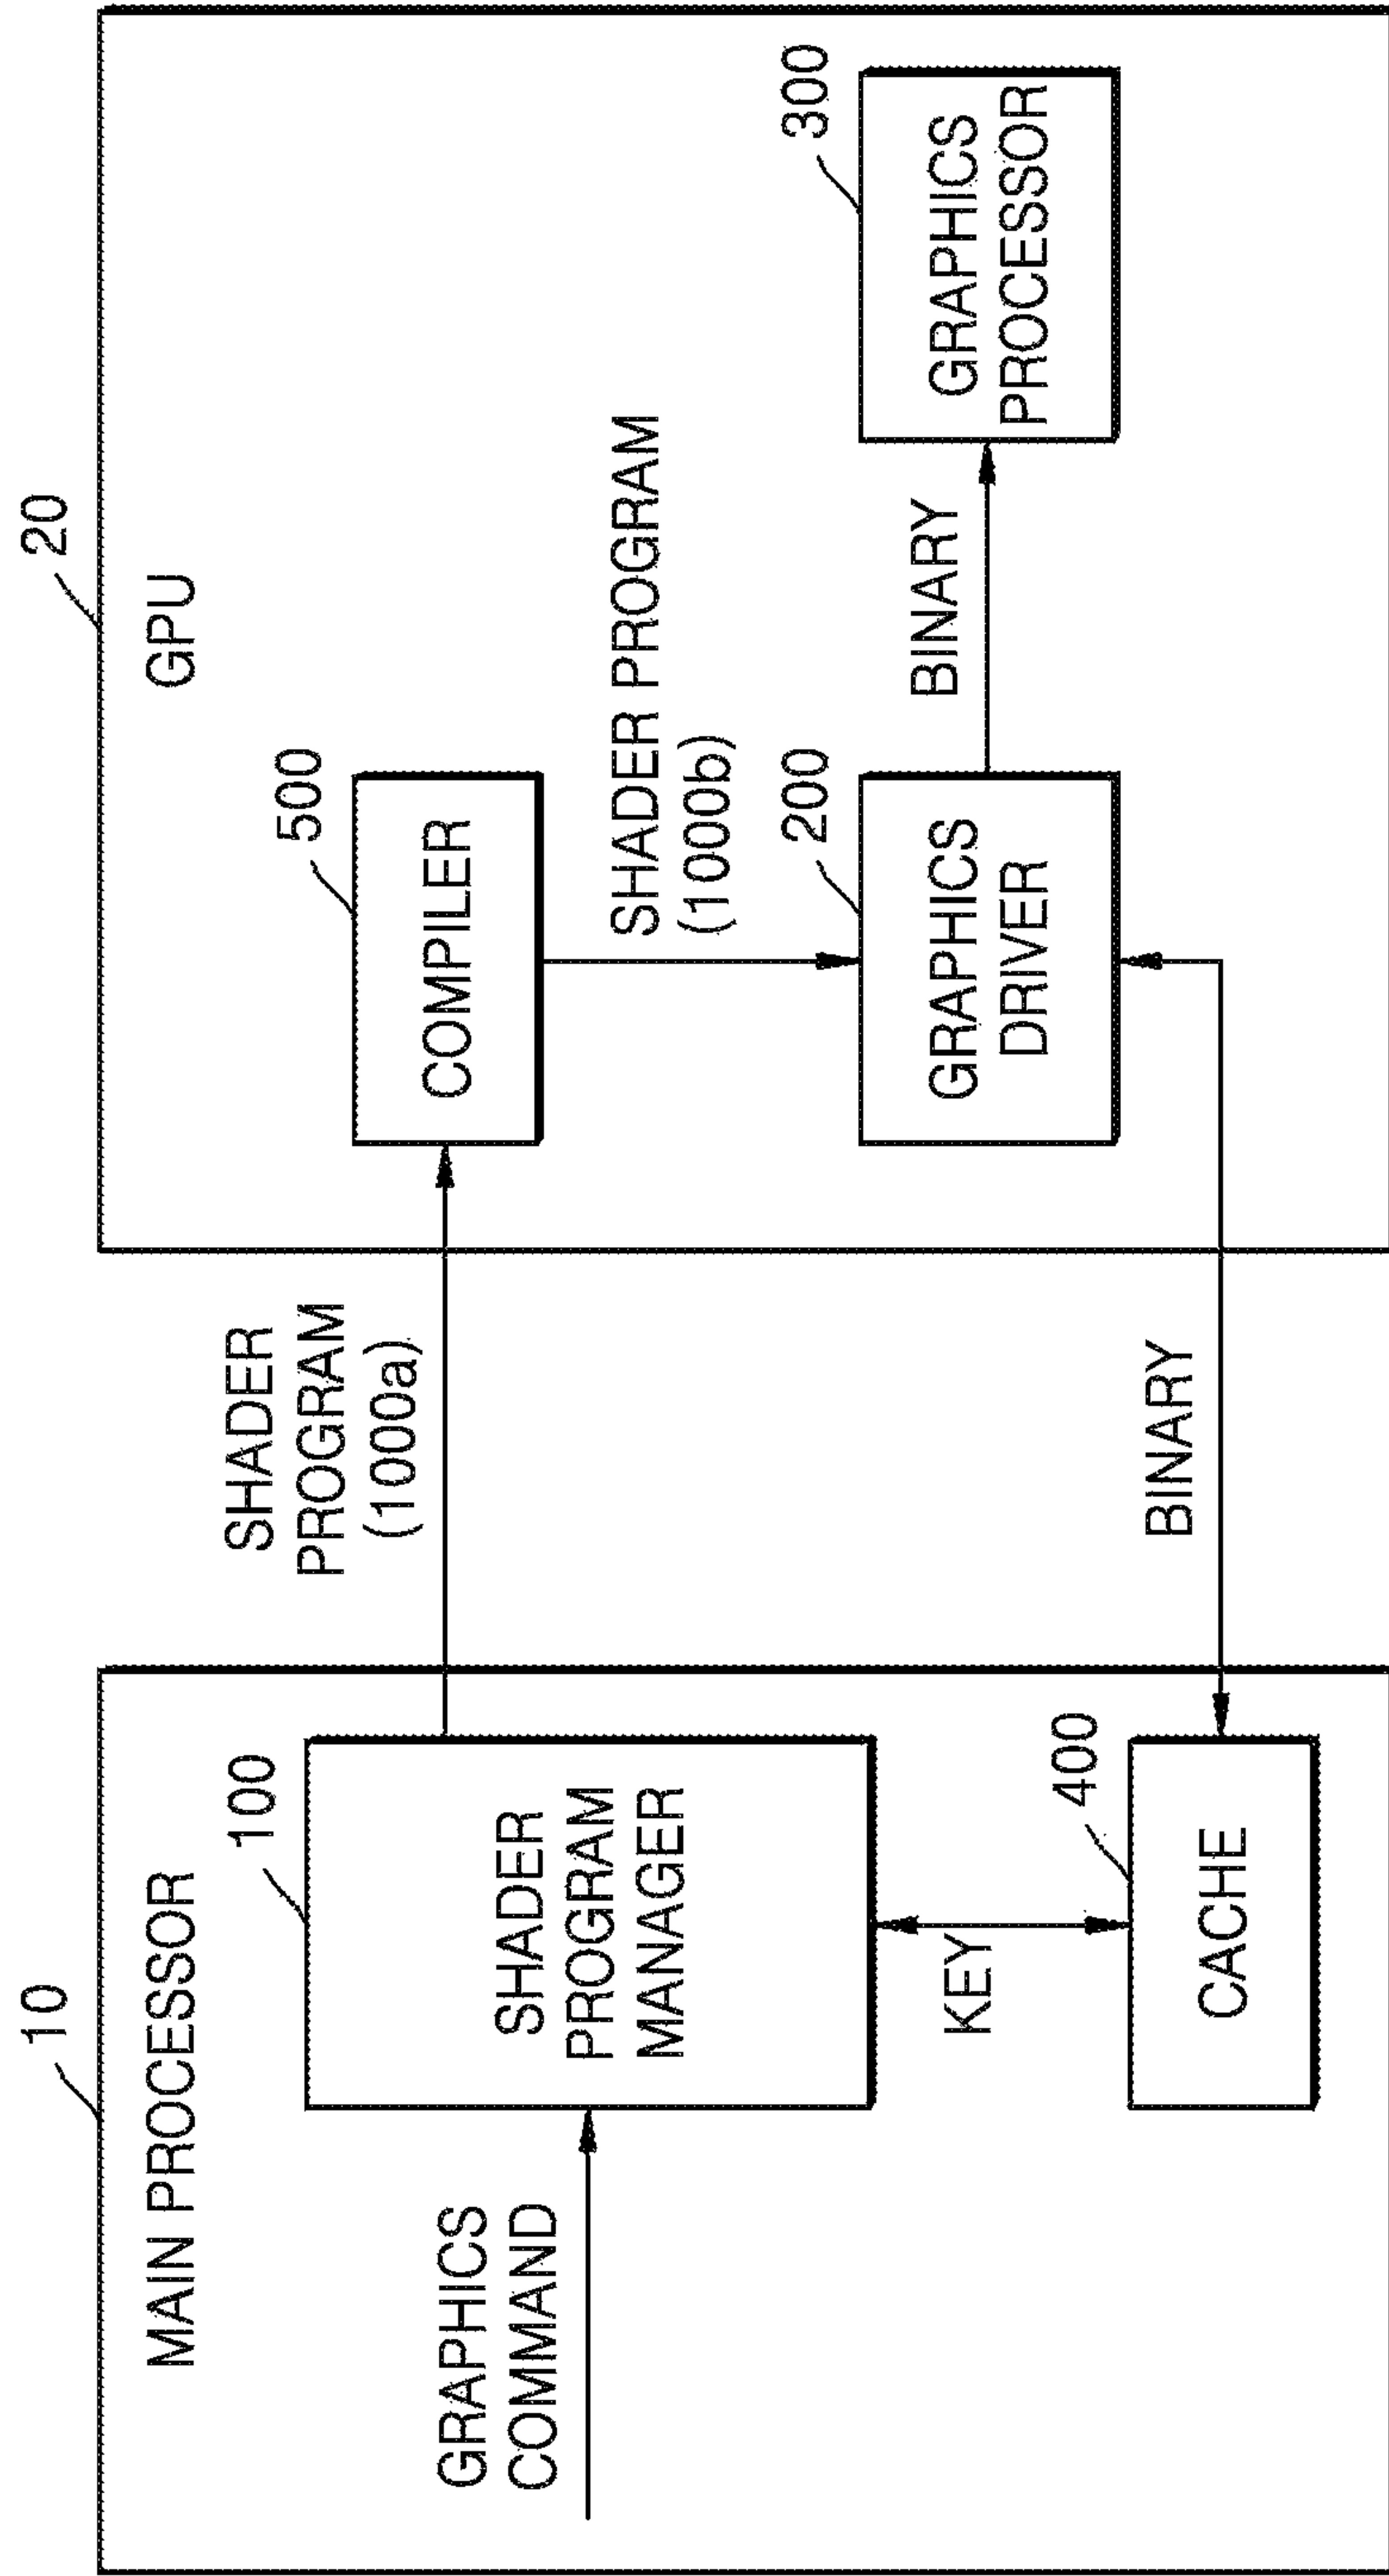 10
MAIN PROCESSOR
GRAPHICS
COMMAND
100
SHADER
PROGRAM
MANAGER
KEY
400
CACHE
SHADER
PROGRAM
(1000a)
BINARY
20
GPU
500
COMPILER
SHADER PROGRAM
(1000b)
200
GRAPHICS
DRIVER
BINARY
300
GRAPHICS
PROCESSOR